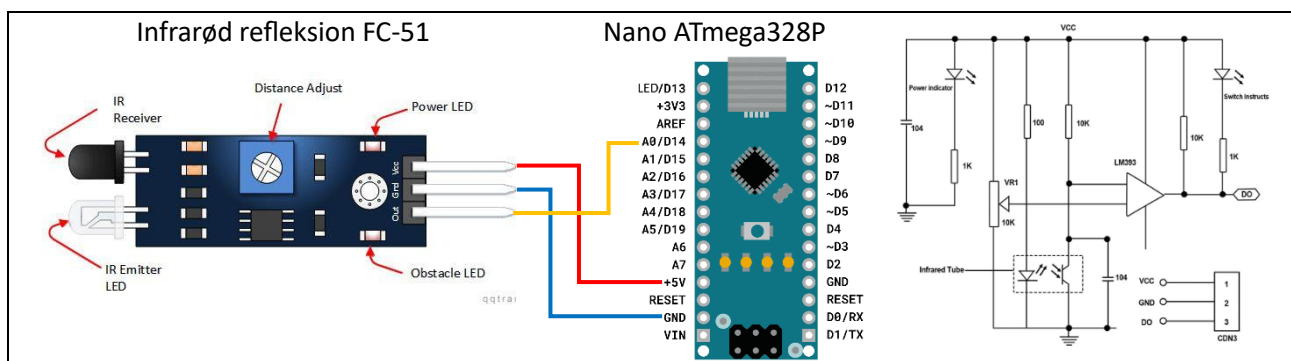 Infrarød refleksion FC-51
IR
Receiver
Distance Adjust
Power LED
Vcc
Gnd
Out
IR Emitter
LED
Obstacle LED
Nano ATmega328P
LED/D13
+3V3
AREF
A0/D14
A1/D15
A2/D16
A3/D17
A4/D18
A5/D19
A6
A7
+5V
RESET
GND
VIN
D12
~D11
~D10
~D9
D8
D7
~D6
~D5
D4
~D3
D2
GND
RESET
D0/RX
D1/TX
VCC
Power indicator
Switch Instructs
104
100
10K
10K
1K
1K
LM393
VR1
10K
DO
Infrared Tube
104
VCC
1
GND
2
DO
3
CDN3